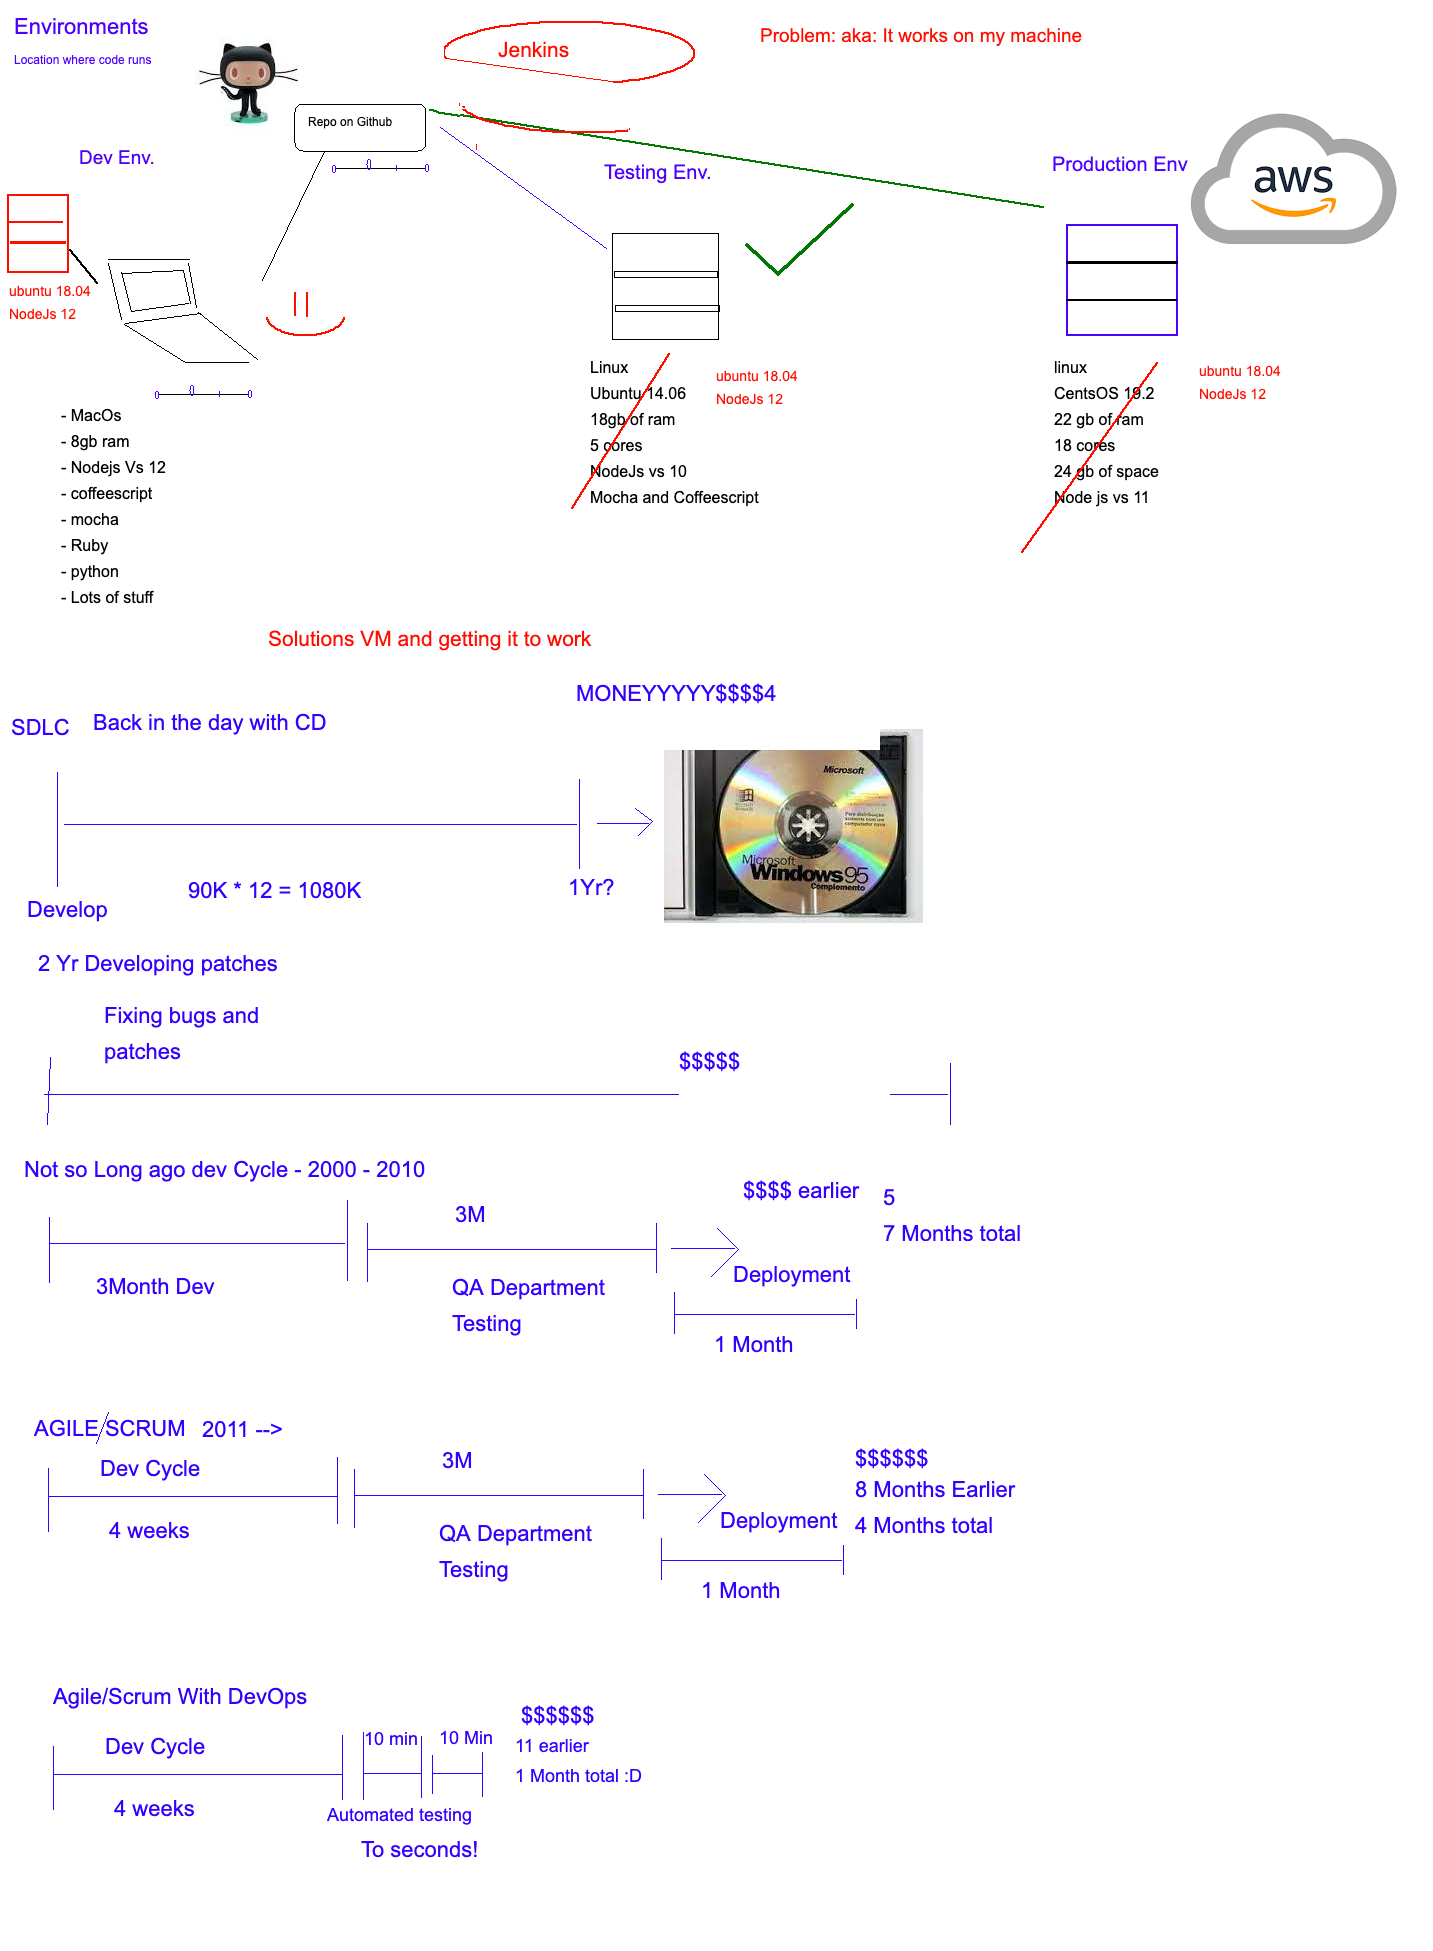 Environments
Location where code runs
Jenkins
Problem: aka: It works on my machine
Repo on Github
Dev Env.
Testing Env.
Production Env
aws
ubuntu 18.04
NodeJs 12
- MacOs
- 8gb ram
- Nodejs Vs 12
- coffeescript
- mocha
- Ruby
- python
- Lots of stuff
Linux
Ubuntu 14.06
18gb of ram
5 cores
NodeJs vs 10
Mocha and Coffeescript
ubuntu 18.04
NodeJs 12
linux
CentsOS 19.2
22 gb of ram
18 cores
24 gb of space
Node js vs 11
ubuntu 18.04
NodeJs 12
Solutions VM and getting it to work
MONEYYYYY$$$$4
SDLC
Back in the day with CD
Microsoft
Para distribuição
somente com um
computador novo
Microsoft
Windows 95
Complemento
Develop
90K * 12 = 1080K
1Yr?
2 Yr Developing patches
Fixing bugs and
patches
$$$$$
Not so Long ago dev Cycle - 2000 - 2010
3M
$$$$ earlier
5
7 Months total
3Month Dev
QA Department
Testing
Deployment
1 Month
AGILE/SCRUM
2011 -->
Dev Cycle
4 weeks
3M
QA Department
Testing
Deployment
1 Month
$$$$$$
8 Months Earlier
4 Months total
Agile/Scrum With DevOps
Dev Cycle
4 weeks
10 min
10 Min
$$$$$$
11 earlier
1 Month total :D
Automated testing
To seconds!